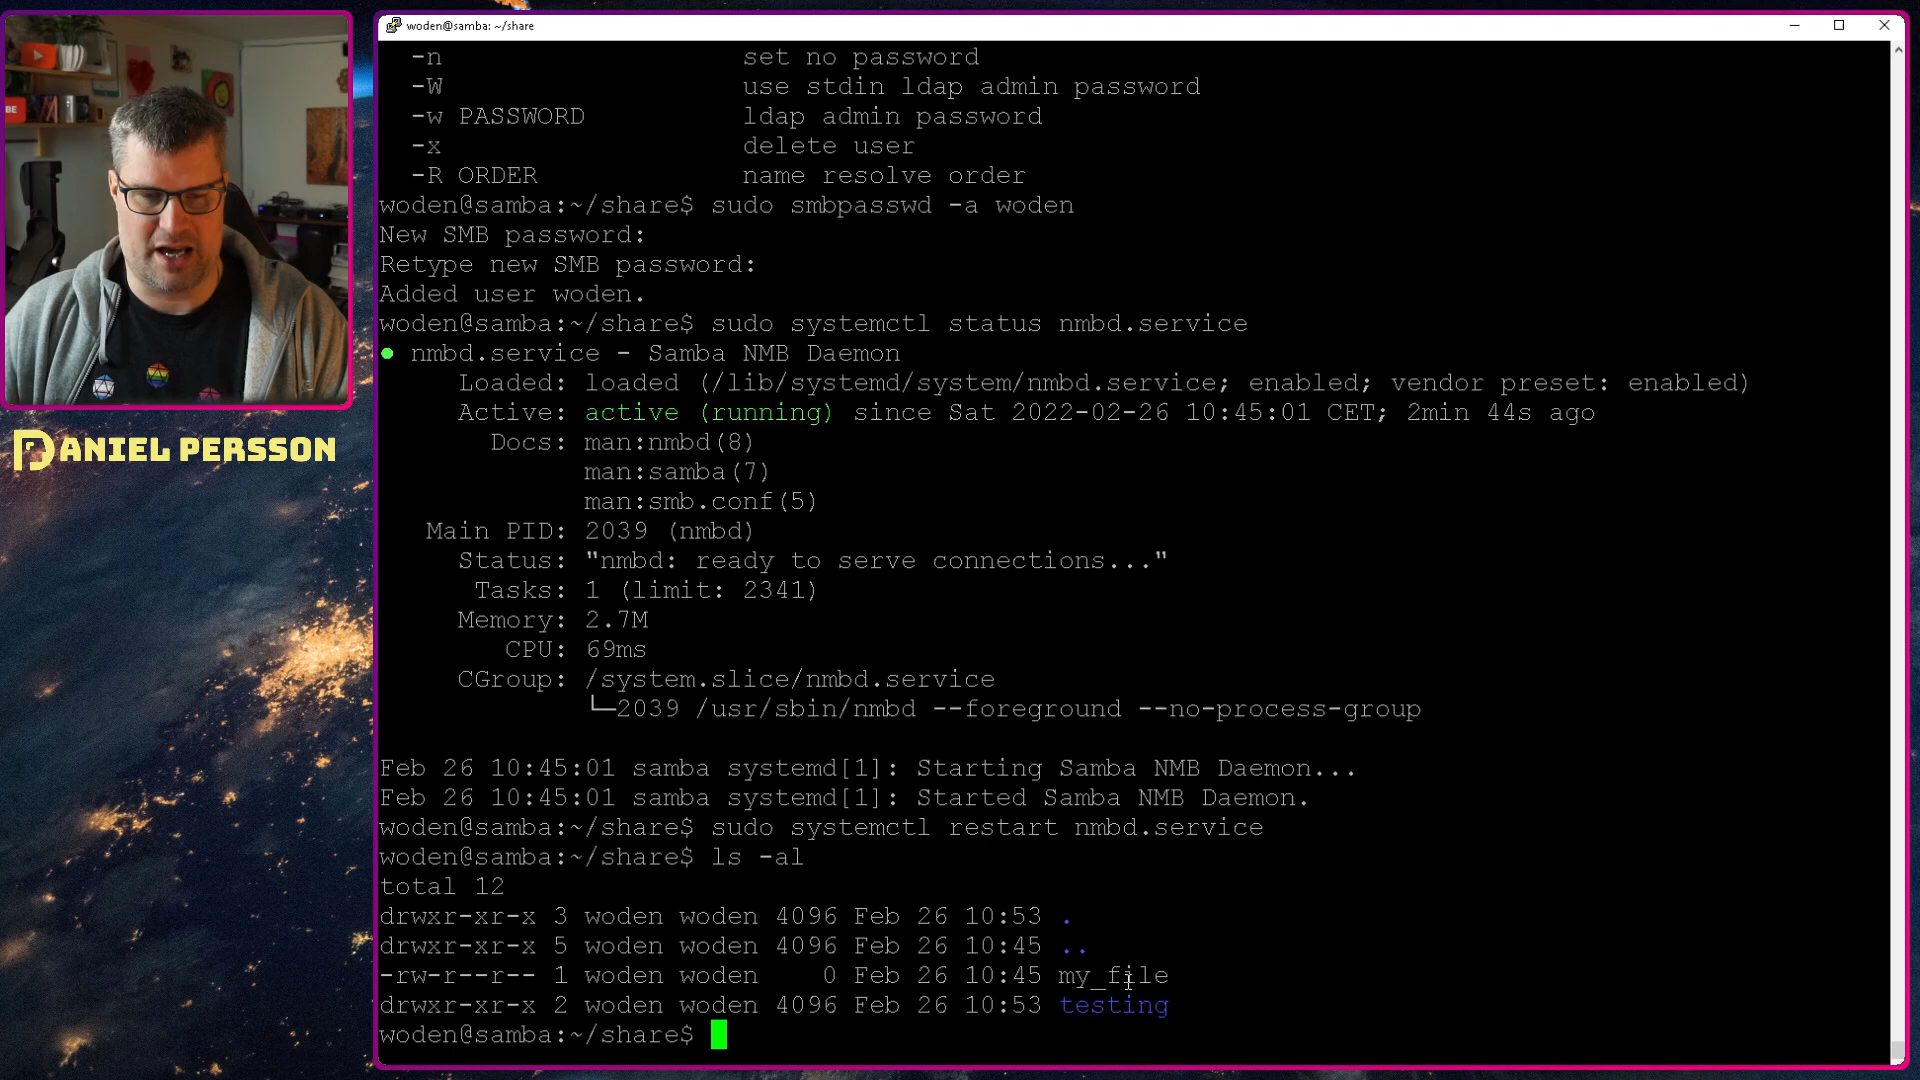 woden@samba: ~/share
-n set no password
-W use stdin ldap admin password
-w PASSWORD ldap admin password
-x delete user
-R ORDER name resolve order
woden@samba:~/share$ sudo smbpasswd -a woden
New SMB password:
Retype new SMB password:
Added user woden.
woden@samba:~/share$ sudo systemctl status nmbd.service
● nmbd.service - Samba NMB Daemon
Loaded: loaded (/lib/systemd/system/nmbd.service; enabled; vendor preset: enabled)
Active: active (running) since Sat 2022-02-26 10:45:01 CET; 2min 44s ago
Docs: man:nmbd(8)
man:samba(7)
man:smb.conf(5)
Main PID: 2039 (nmbd)
Status: "nmbd: ready to serve connections..."
Tasks: 1 (limit: 2341)
Memory: 2.7M
CPU: 69ms
CGroup: /system.slice/nmbd.service
└─2039 /usr/sbin/nmbd --foreground --no-process-group
Feb 26 10:45:01 samba systemd[1]: Starting Samba NMB Daemon...
Feb 26 10:45:01 samba systemd[1]: Started Samba NMB Daemon.
woden@samba:~/share$ sudo systemctl restart nmbd.service
woden@samba:~/share$ ls -al
total 12
drwxr-xr-x 3 woden woden 4096 Feb 26 10:53 .
drwxr-xr-x 5 woden woden 4096 Feb 26 10:45 ..
-rw-r--r-- 1 woden woden 0 Feb 26 10:45 my_file
drwxr-xr-x 2 woden woden 4096 Feb 26 10:53 testing
woden@samba:~/share$
DANIEL PERSSON